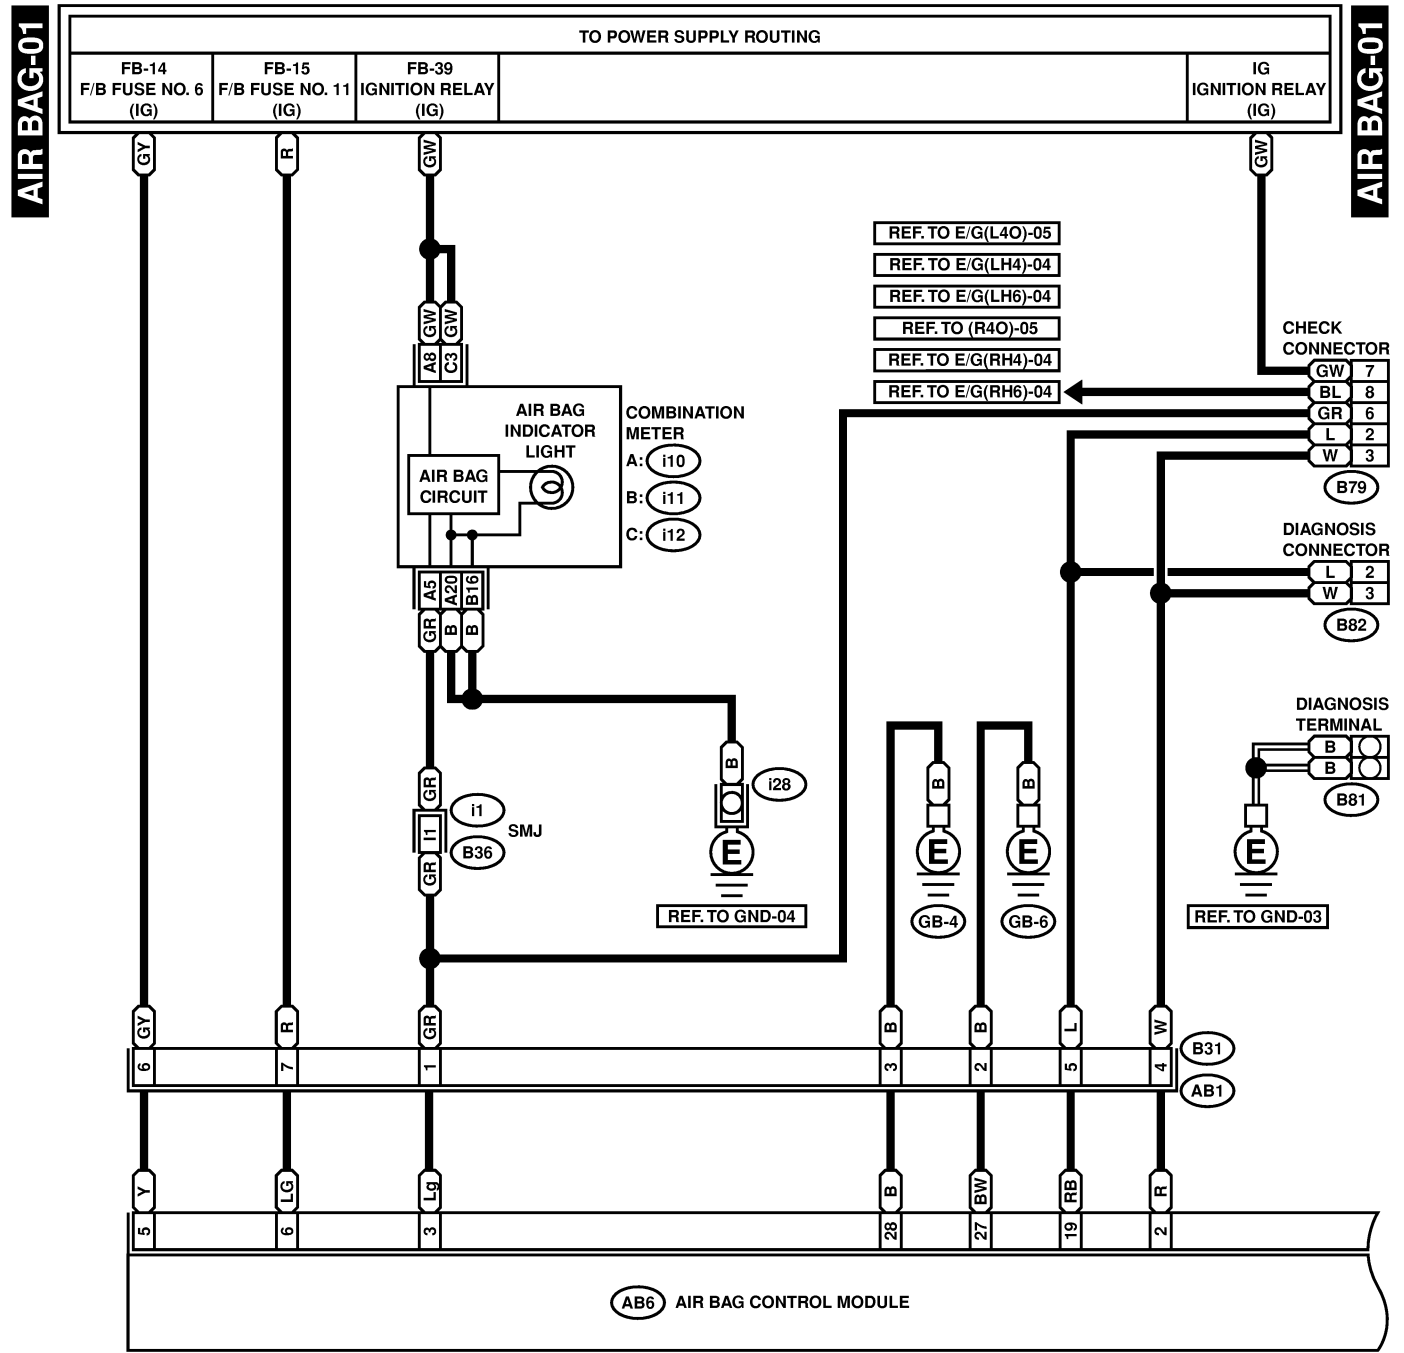 AIR BAG-01
AIR BAG-01
TO POWER SUPPLY ROUTING
FB-14
F/B FUSE NO. 6
(IG)
FB-15
F/B FUSE NO. 11
(IG)
FB-39
IGNITION RELAY
(IG)
IG
IGNITION RELAY
(IG)
GY
R
GW
GW
REF. TO E/G(L4O)-05
REF. TO E/G(LH4)-04
REF. TO E/G(LH6)-04
REF. TO (R4O)-05
REF. TO E/G(RH4)-04
REF. TO E/G(RH6)-04
GW
GW
A8
C3
CHECK
CONNECTOR
GW 7
BL 8
GR 6
L 2
W 3
B79
AIR BAG
INDICATOR
LIGHT
AIR BAG
CIRCUIT
COMBINATION
METER
A: i10
B: i11
C: i12
DIAGNOSIS
CONNECTOR
L 2
W 3
B82
A5
A20
B16
GR
B
B
DIAGNOSIS
TERMINAL
B
B
B81
GR
i1
I1
SMJ
B36
GR
B
i28
E
REF. TO GND-04
B
E
GB-4
B
E
GB-6
E
REF. TO GND-03
GY
R
GR
B
B
L
W
6
7
1
3
2
5
4
B31
AB1
Y
LG
Lg
B
BW
RB
R
5
6
3
28
27
19
2
AB6 AIR BAG CONTROL MODULE